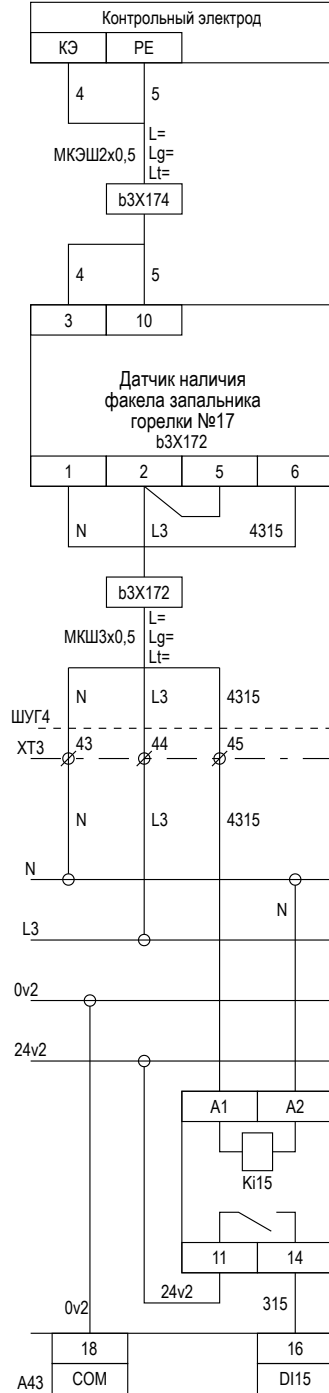 Контрольный электрод
КЭ PE
4 5
L=
МКЭШ2х0,5 Lg=
Lt=
b3X174
4 5
3 10
Датчик наличия
факела запальника
горелки №17
b3X172
1 2 5 6
N L3 4315
b3X172
L=
МКШ3х0,5 Lg=
Lt=
N L3 4315
ШУГ4
XT3 43 44 45
N L3 4315
N
N
L3
0v2
24v2
A1 A2
Ki15
11 14
0v2 24v2 315
18 16
A43 COM DI15